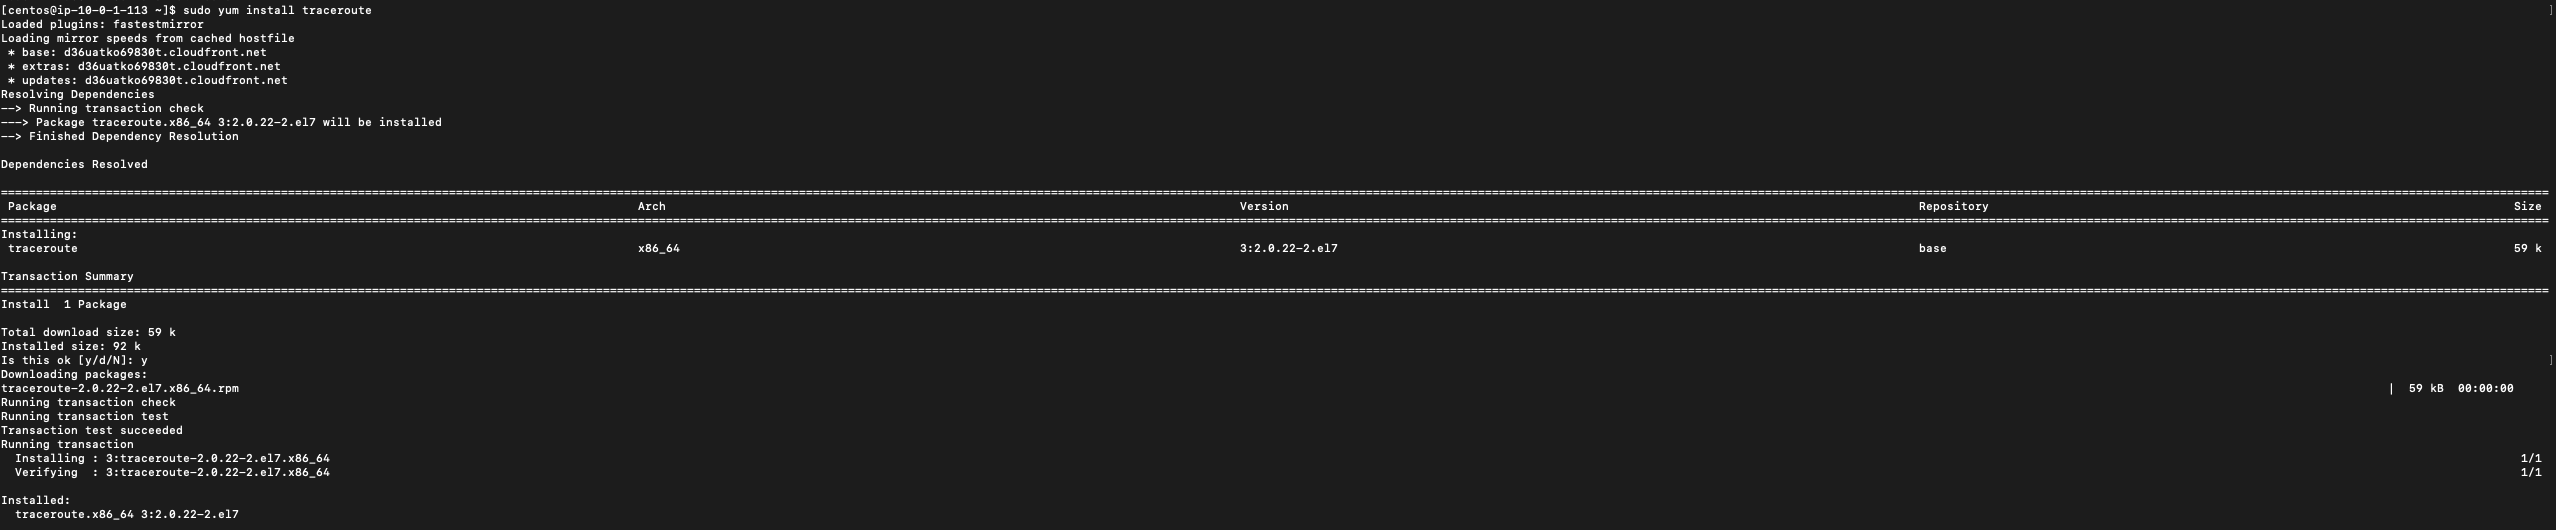 [centos@ip-10-0-1-113 ~]$ sudo yum install traceroute ]
Loaded plugins: fastestmirror
Loading mirror speeds from cached hostfile
 * base: d36uatko69830t.cloudfront.net
 * extras: d36uatko69830t.cloudfront.net
 * updates: d36uatko69830t.cloudfront.net
Resolving Dependencies
--> Running transaction check
---> Package traceroute.x86_64 3:2.0.22-2.el7 will be installed
--> Finished Dependency Resolution
Dependencies Resolved
Package Arch Version Repository Size
Installing:
 traceroute x86_64 3:2.0.22-2.el7 base 59 k
Transaction Summary
Install  1 Package
Total download size: 59 k
Installed size: 92 k
Is this ok [y/d/N]: y ]
Downloading packages:
traceroute-2.0.22-2.el7.x86_64.rpm |  59 kB  00:00:00
Running transaction check
Running transaction test
Transaction test succeeded
Running transaction
  Installing : 3:traceroute-2.0.22-2.el7.x86_64 1/1
  Verifying  : 3:traceroute-2.0.22-2.el7.x86_64 1/1
Installed:
  traceroute.x86_64 3:2.0.22-2.el7